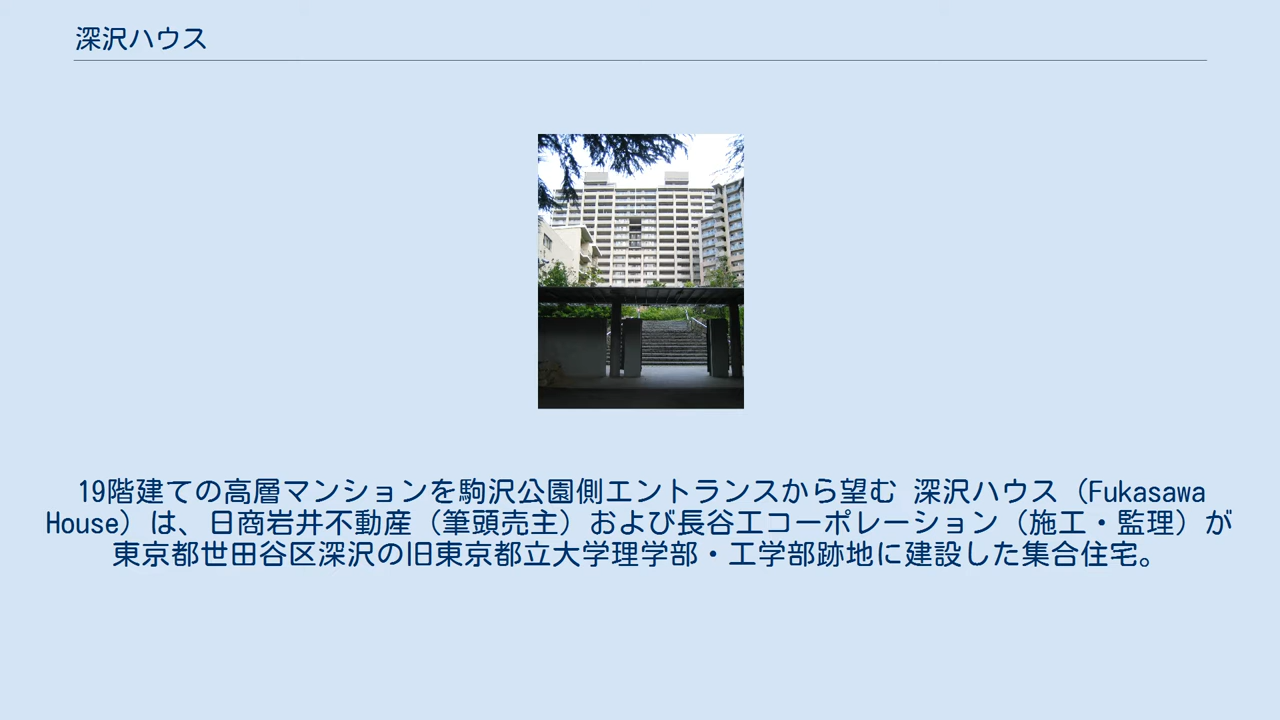 深沢ハウス
19階建ての高層マンションを駒沢公園側エントランスから望む 深沢ハウス（Fukasawa
House）は、日商岩井不動産（筆頭売主）および長谷工コーポレーション（施工・監理）が
東京都世田谷区深沢の旧東京都立大学理学部・工学部跡地に建設した集合住宅。